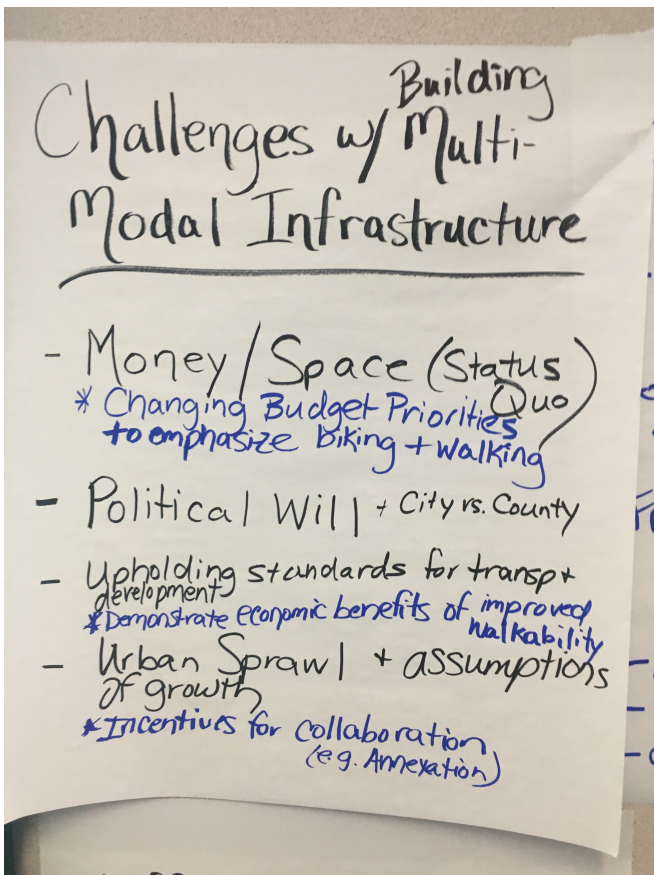 Building
Challenges w/ Multi-
Modal Infrastructure
- Money/Space (Status
Quo)
* Changing Budget Priorities
to emphasize biking + walking
- Political Will + City vs. County
- Upholding standards for transp +
development
* Demonstrate economic benefits of improved
walkability
- Urban Sprawl + assumptions
of growth
* Incentives for collaboration
(e.g. Annexation)